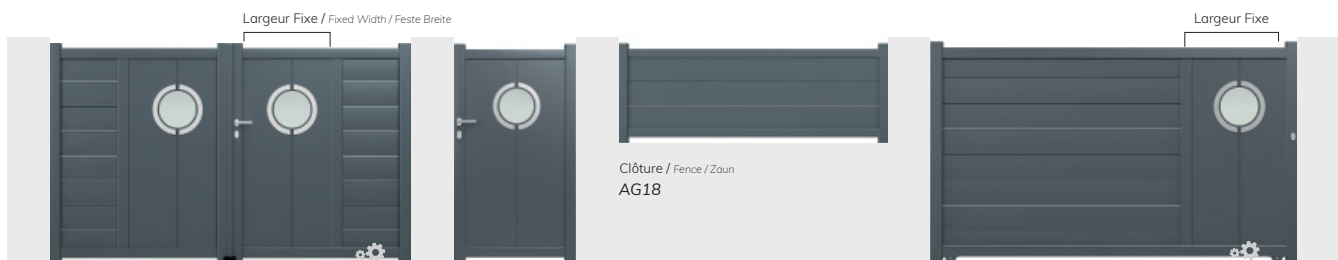 Largeur Fixe / Fixed Width / Feste Breite
Largeur Fixe
Clôture / Fence / Zaun
AG18